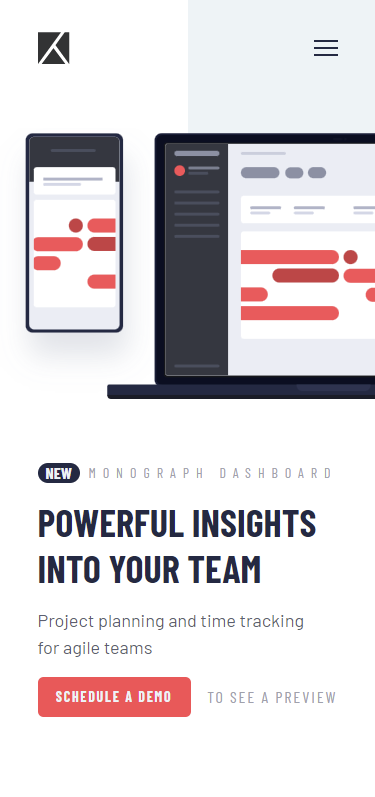 NEW MONOGRAPH DASHBOARD
POWERFUL INSIGHTS
INTO YOUR TEAM
Project planning and time tracking
for agile teams
SCHEDULE A DEMO TO SEE A PREVIEW